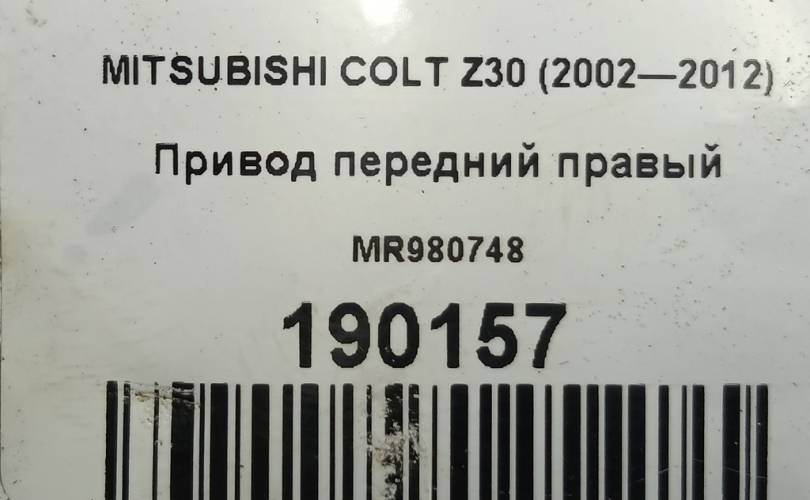 MITSUBISHI COLT Z30 (2002—2012)
Привод передний правый
MR980748
190157